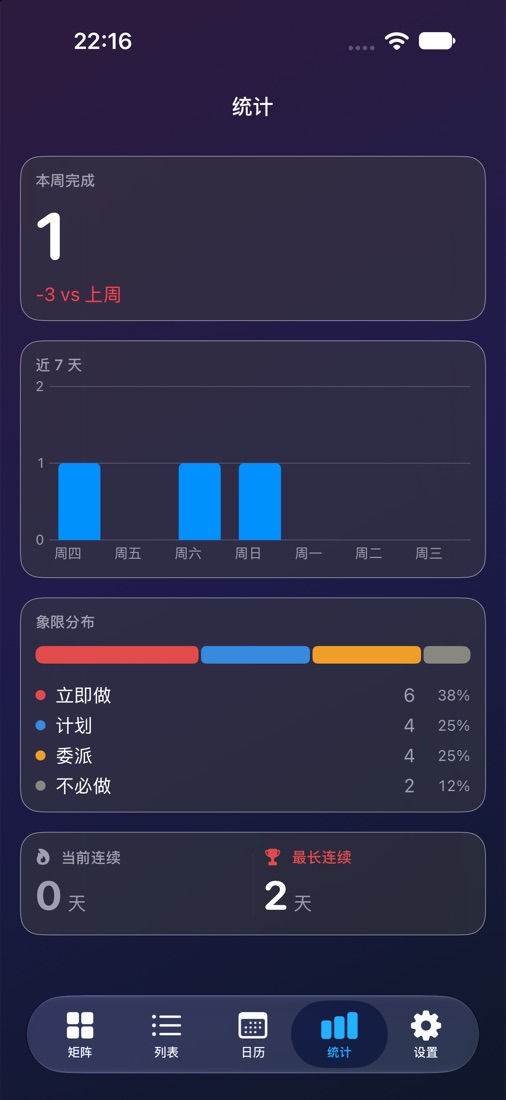 22:16
统计
本周完成
1
-3 vs 上周
近 7 天
2
1
0
周四 周五 周六 周日 周一 周二 周三
象限分布
立即做 6 38%
计划 4 25%
委派 4 25%
不必做 2 12%
当前连续 最长连续
0 天 2 天
矩阵 列表 日历 统计 设置